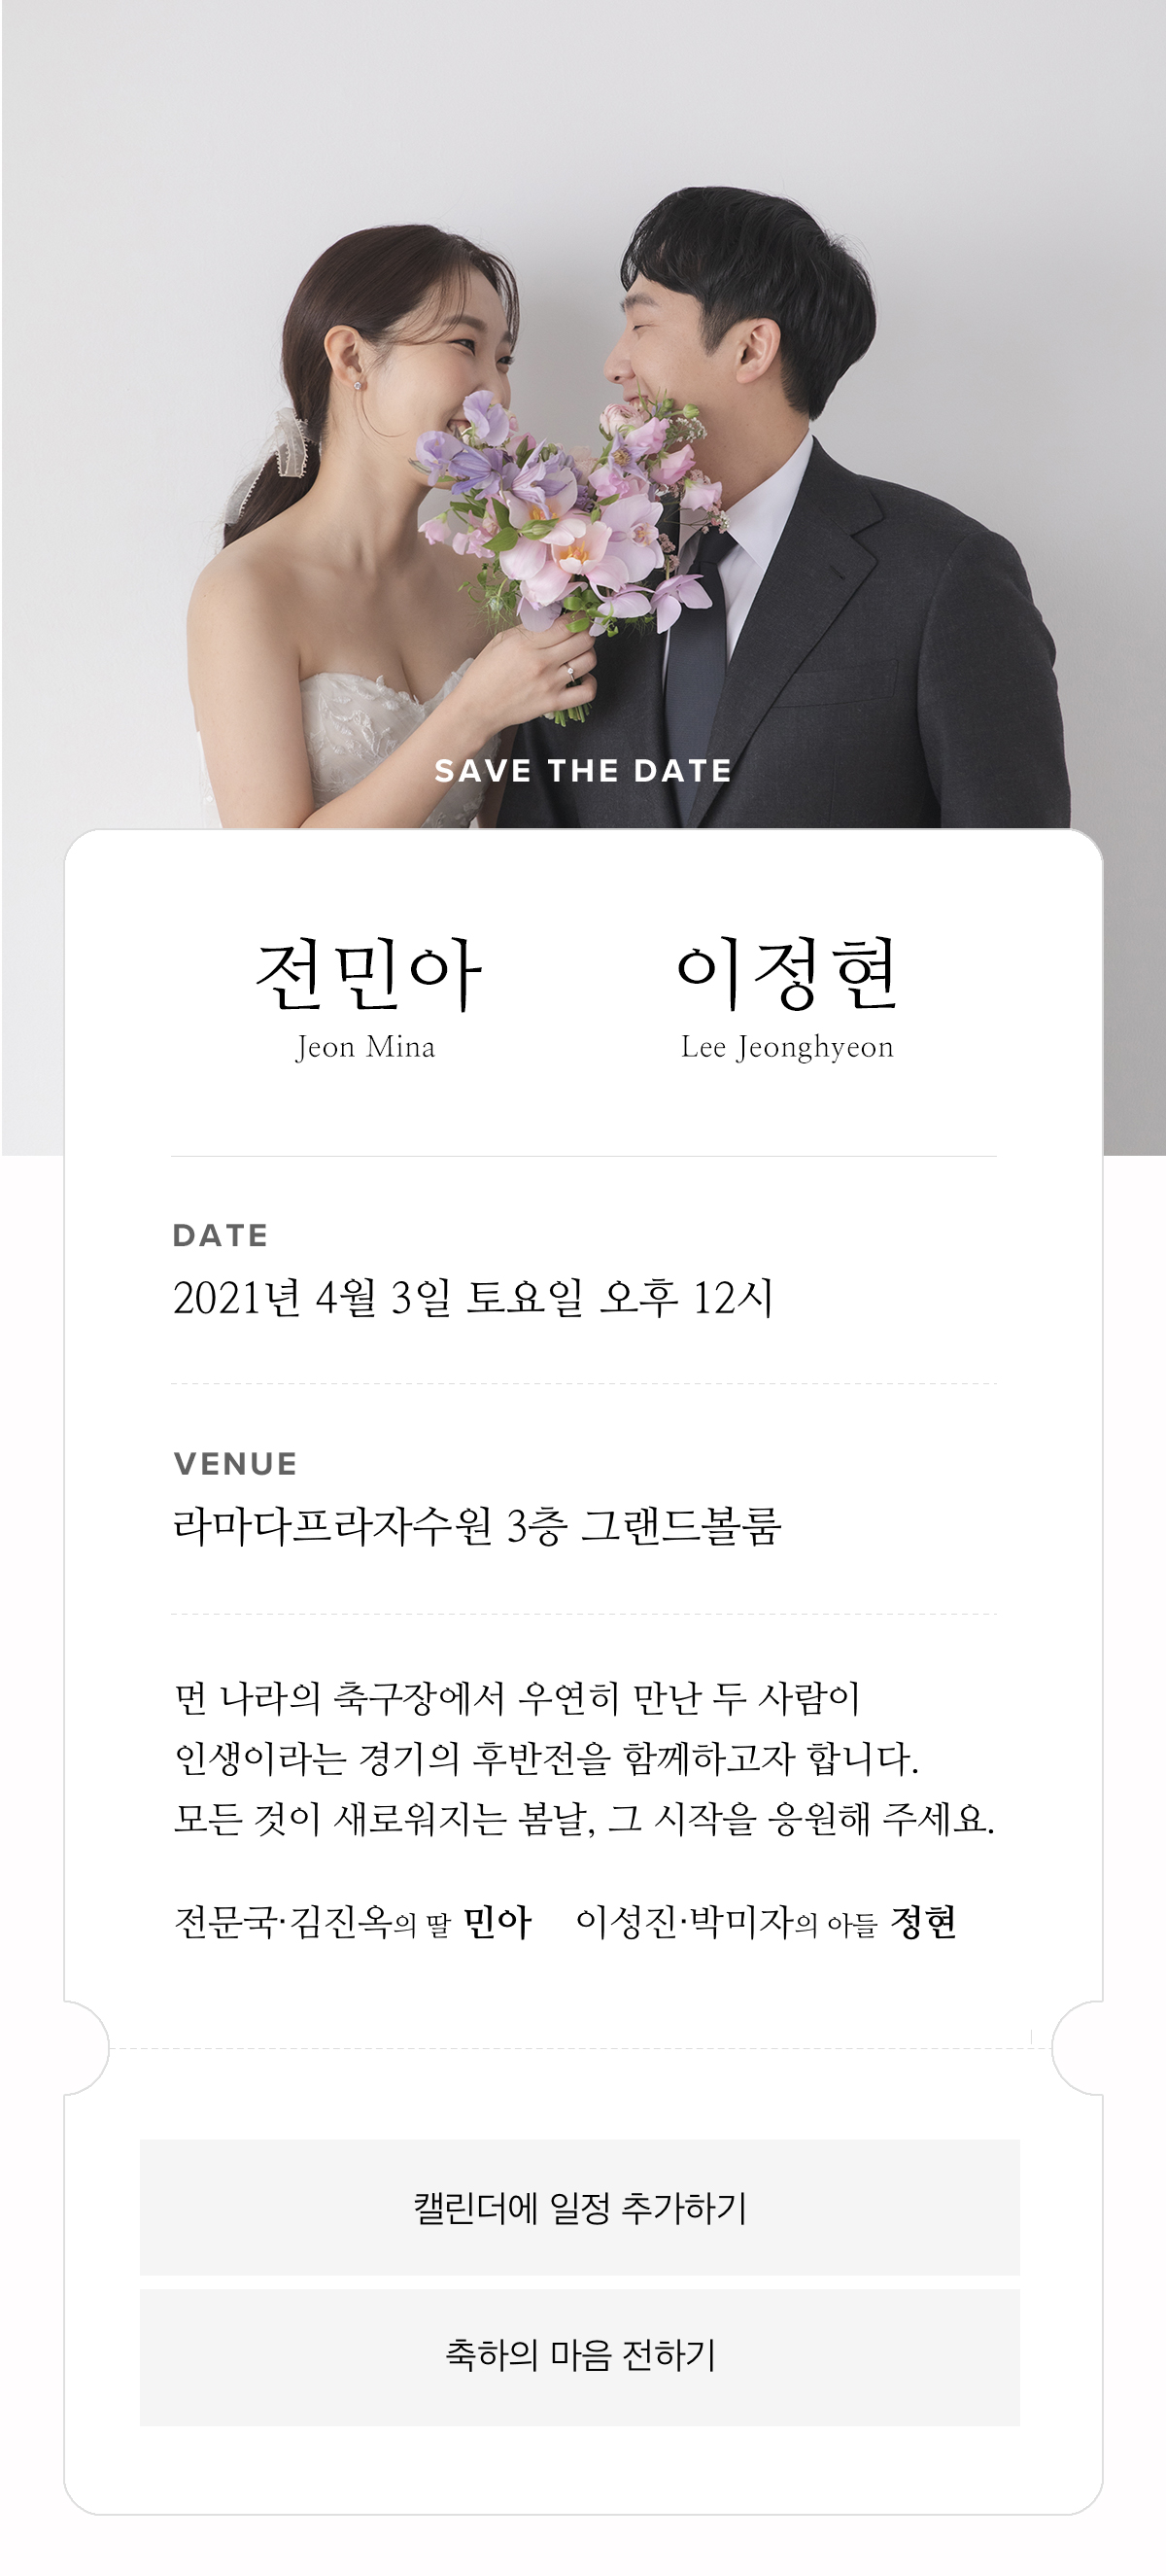 SAVE THE DATE
전민아 이정현
Jeon Mina Lee Jeonghyeon
DATE
2021년 4월 3일 토요일 오후 12시
VENUE
라마다프라자수원 3층 그랜드볼룸
먼 나라의 축구장에서 우연히 만난 두 사람이
인생이라는 경기의 후반전을 함께하고자 합니다.
모든 것이 새로워지는 봄날, 그 시작을 응원해 주세요.
전문국·김진옥의 딸 민아 이성진·박미자의 아들 정현
캘린더에 일정 추가하기
축하의 마음 전하기